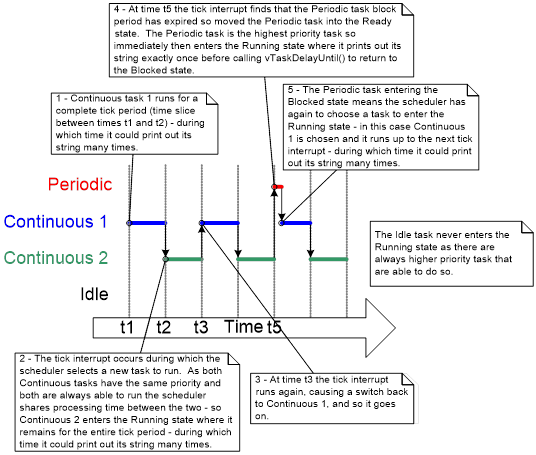 4 - At time t5 the tick interrupt finds that the Periodic task block
period has expired so moved the Periodic task into the Ready
state.  The Periodic task is the highest priority task so
immediately then enters the Running state where it prints out its
string exactly once before calling vTaskDelayUntil() to return to
the Blocked state.
1 - Continuous task 1 runs for a
complete tick period (time slice
between times t1 and t2) - during
which time it could print out its
string many times.
5 - The Periodic task entering the
Blocked state means the scheduler has
again to choose a task to enter the
Running state - in this case Continuous
1 is chosen and it runs up to the next tick
interrupt - during which time it could print
out its string many times.
Periodic
Continuous 1
Continuous 2
Idle
The Idle task never enters the
Running state as there are
always higher priority task that
are able to do so.
t1 t2 t3 Time t5
2 - The tick interrupt occurs during which the
scheduler selects a new task to run.  As both
Continuous tasks have the same priority and
both are always able to run the scheduler
shares processing time between the two - so
Continuous 2 enters the Running state where it
remains for the entire tick period - during which
time it could print out its string many times.
3 - At time t3 the tick interrupt
runs again, causing a switch back
to Continuous 1, and so it goes
on.